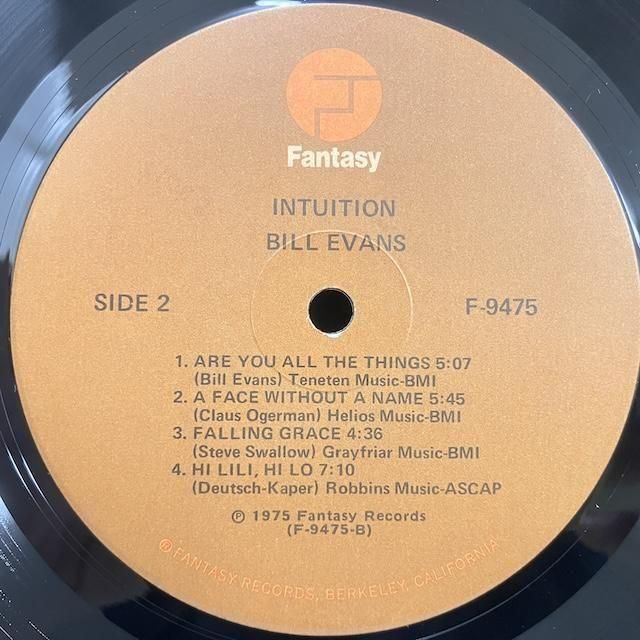 Fantasy
INTUITION
BILL EVANS
SIDE 2
F-9475
1. ARE YOU ALL THE THINGS 5:07
(Bill Evans) Teneten Music-BMI
2. A FACE WITHOUT A NAME 5:45
(Claus Ogerman) Helios Music-BMI
3. FALLING GRACE 4:36
(Steve Swallow) Grayfriar Music-BMI
4. HI LILI, HI LO 7:10
(Deutsch-Kaper) Robbins Music-ASCAP
℗ 1975 Fantasy Records
(F-9475-B)
® FANTASY RECORDS, BERKELEY, CALIFORNIA